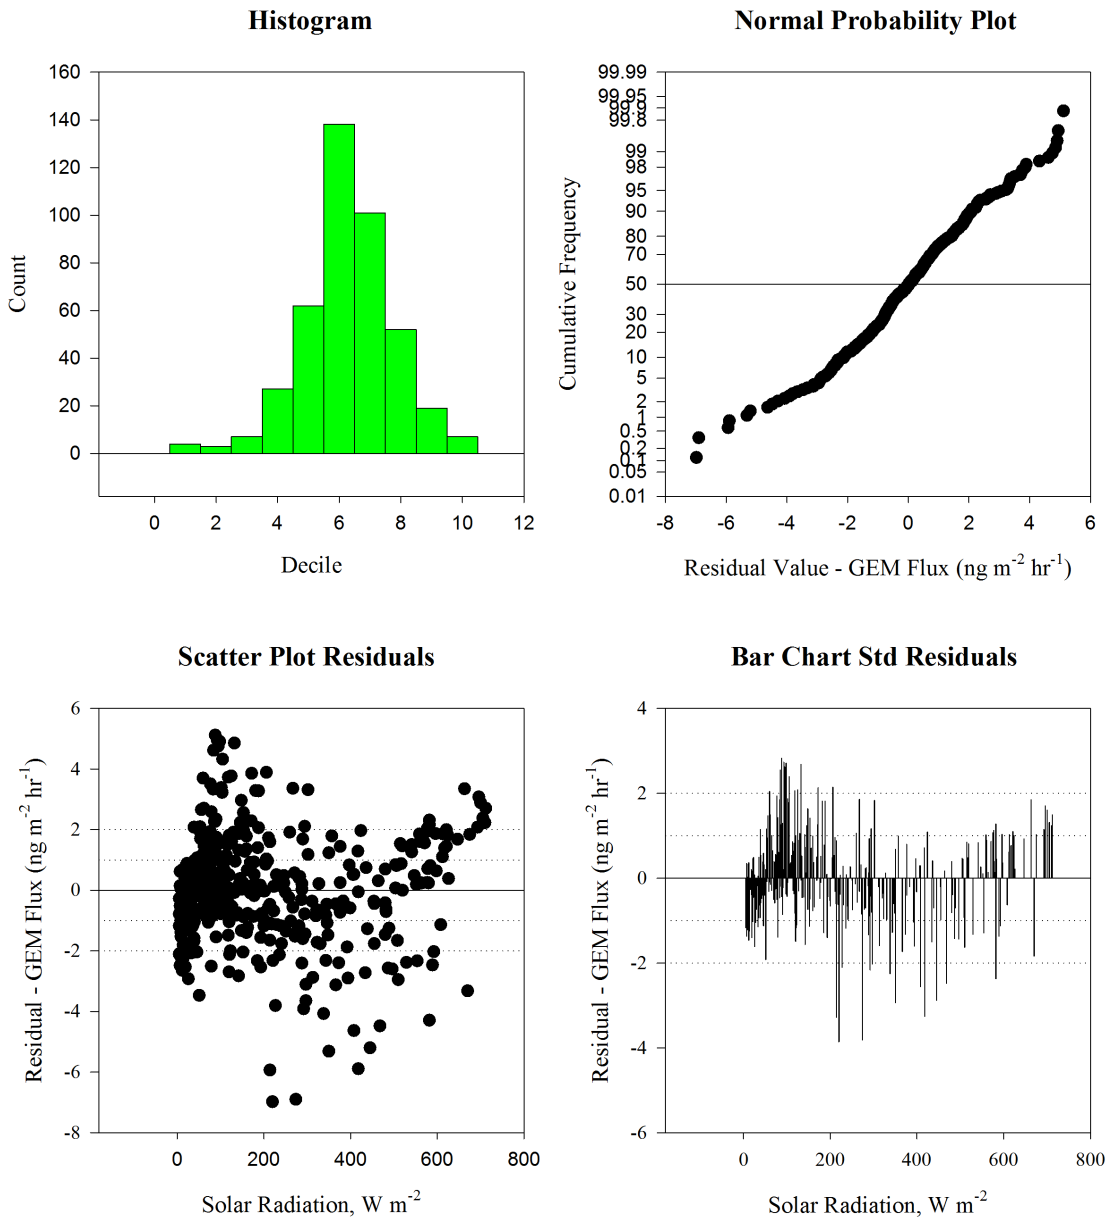 Histogram
Normal Probability Plot
160
140
120
100
80
60
40
20
0
Count
0 2 4 6 8 10 12
Decile
99.99
99.95
99.9
99.8
99
98
95
90
80
70
50
30
20
10
5
2
1
0.5
0.2
0.1
0.05
0.01
Cumulative Frequency
-8 -6 -4 -2 0 2 4 6
Residual Value - GEM Flux (ng m-2 hr-1)
Scatter Plot Residuals
Bar Chart Std Residuals
6
4
2
0
-2
-4
-6
-8
Residual - GEM Flux (ng m-2 hr-1)
0 200 400 600 800
Solar Radiation, W m-2
4
2
0
-2
-4
-6
Residual - GEM Flux (ng m-2 hr-1)
0 200 400 600 800
Solar Radiation, W m-2